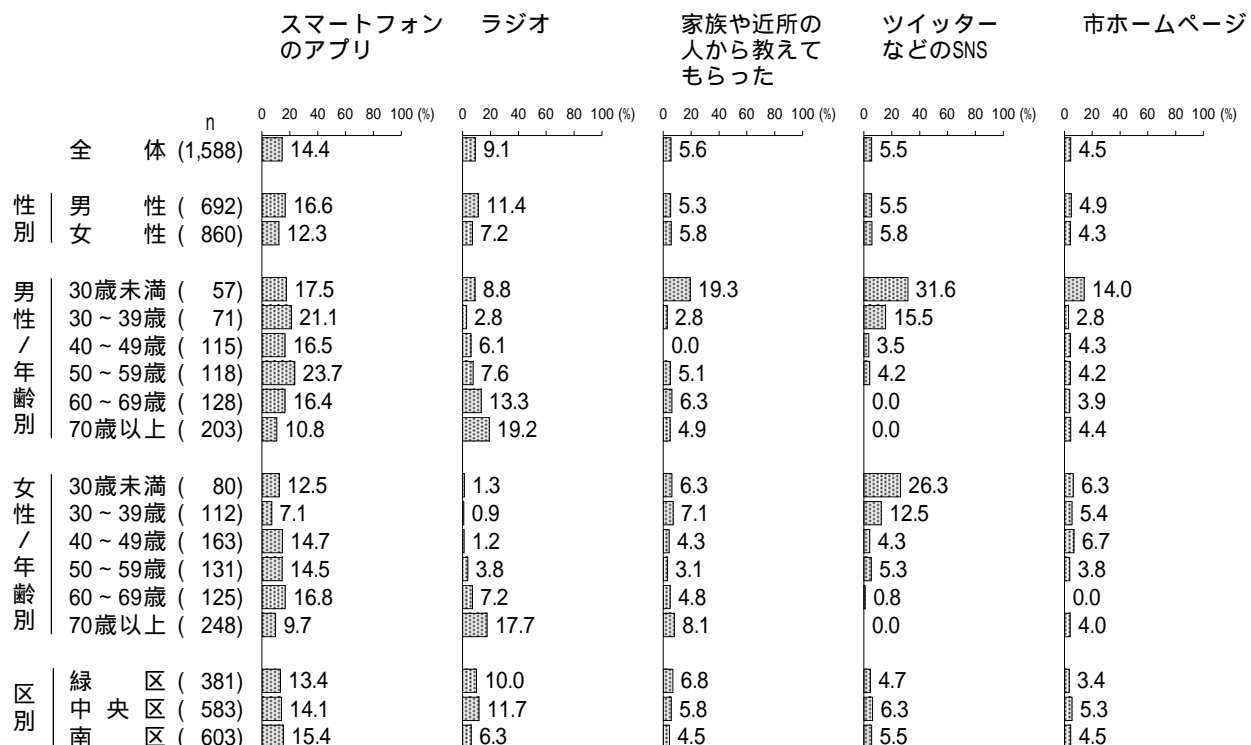 スマートフォン ラジオ 家族や近所の ツイッター 市ホームページ
のアプリ 人から教えて などのSNS
もらった
n 0 20 40 60 80 100 (%) 0 20 40 60 80 100 (%) 0 20 40 60 80 100 (%) 0 20 40 60 80 100 (%) 0 20 40 60 80 100 (%)
全 体 (1,588) 14.4 9.1 5.6 5.5 4.5
性別
男 性 ( 692) 16.6 11.4 5.3 5.5 4.9
女 性 ( 860) 12.3 7.2 5.8 5.8 4.3
男性/年齢別
30歳未満 ( 57) 17.5 8.8 19.3 31.6 14.0
30~39歳 ( 71) 21.1 2.8 2.8 15.5 2.8
40~49歳 ( 115) 16.5 6.1 0.0 3.5 4.3
50~59歳 ( 118) 23.7 7.6 5.1 4.2 4.2
60~69歳 ( 128) 16.4 13.3 6.3 0.0 3.9
70歳以上 ( 203) 10.8 19.2 4.9 0.0 4.4
女性/年齢別
30歳未満 ( 80) 12.5 1.3 6.3 26.3 6.3
30~39歳 ( 112) 7.1 0.9 7.1 12.5 5.4
40~49歳 ( 163) 14.7 1.2 4.3 4.3 6.7
50~59歳 ( 131) 14.5 3.8 3.1 5.3 3.8
60~69歳 ( 125) 16.8 7.2 4.8 0.8 0.0
70歳以上 ( 248) 9.7 17.7 8.1 0.0 4.0
区別
緑 区 ( 381) 13.4 10.0 6.8 4.7 3.4
中 央 区 ( 583) 14.1 11.7 5.8 6.3 5.3
南 区 ( 603) 15.4 6.3 4.5 5.5 4.5